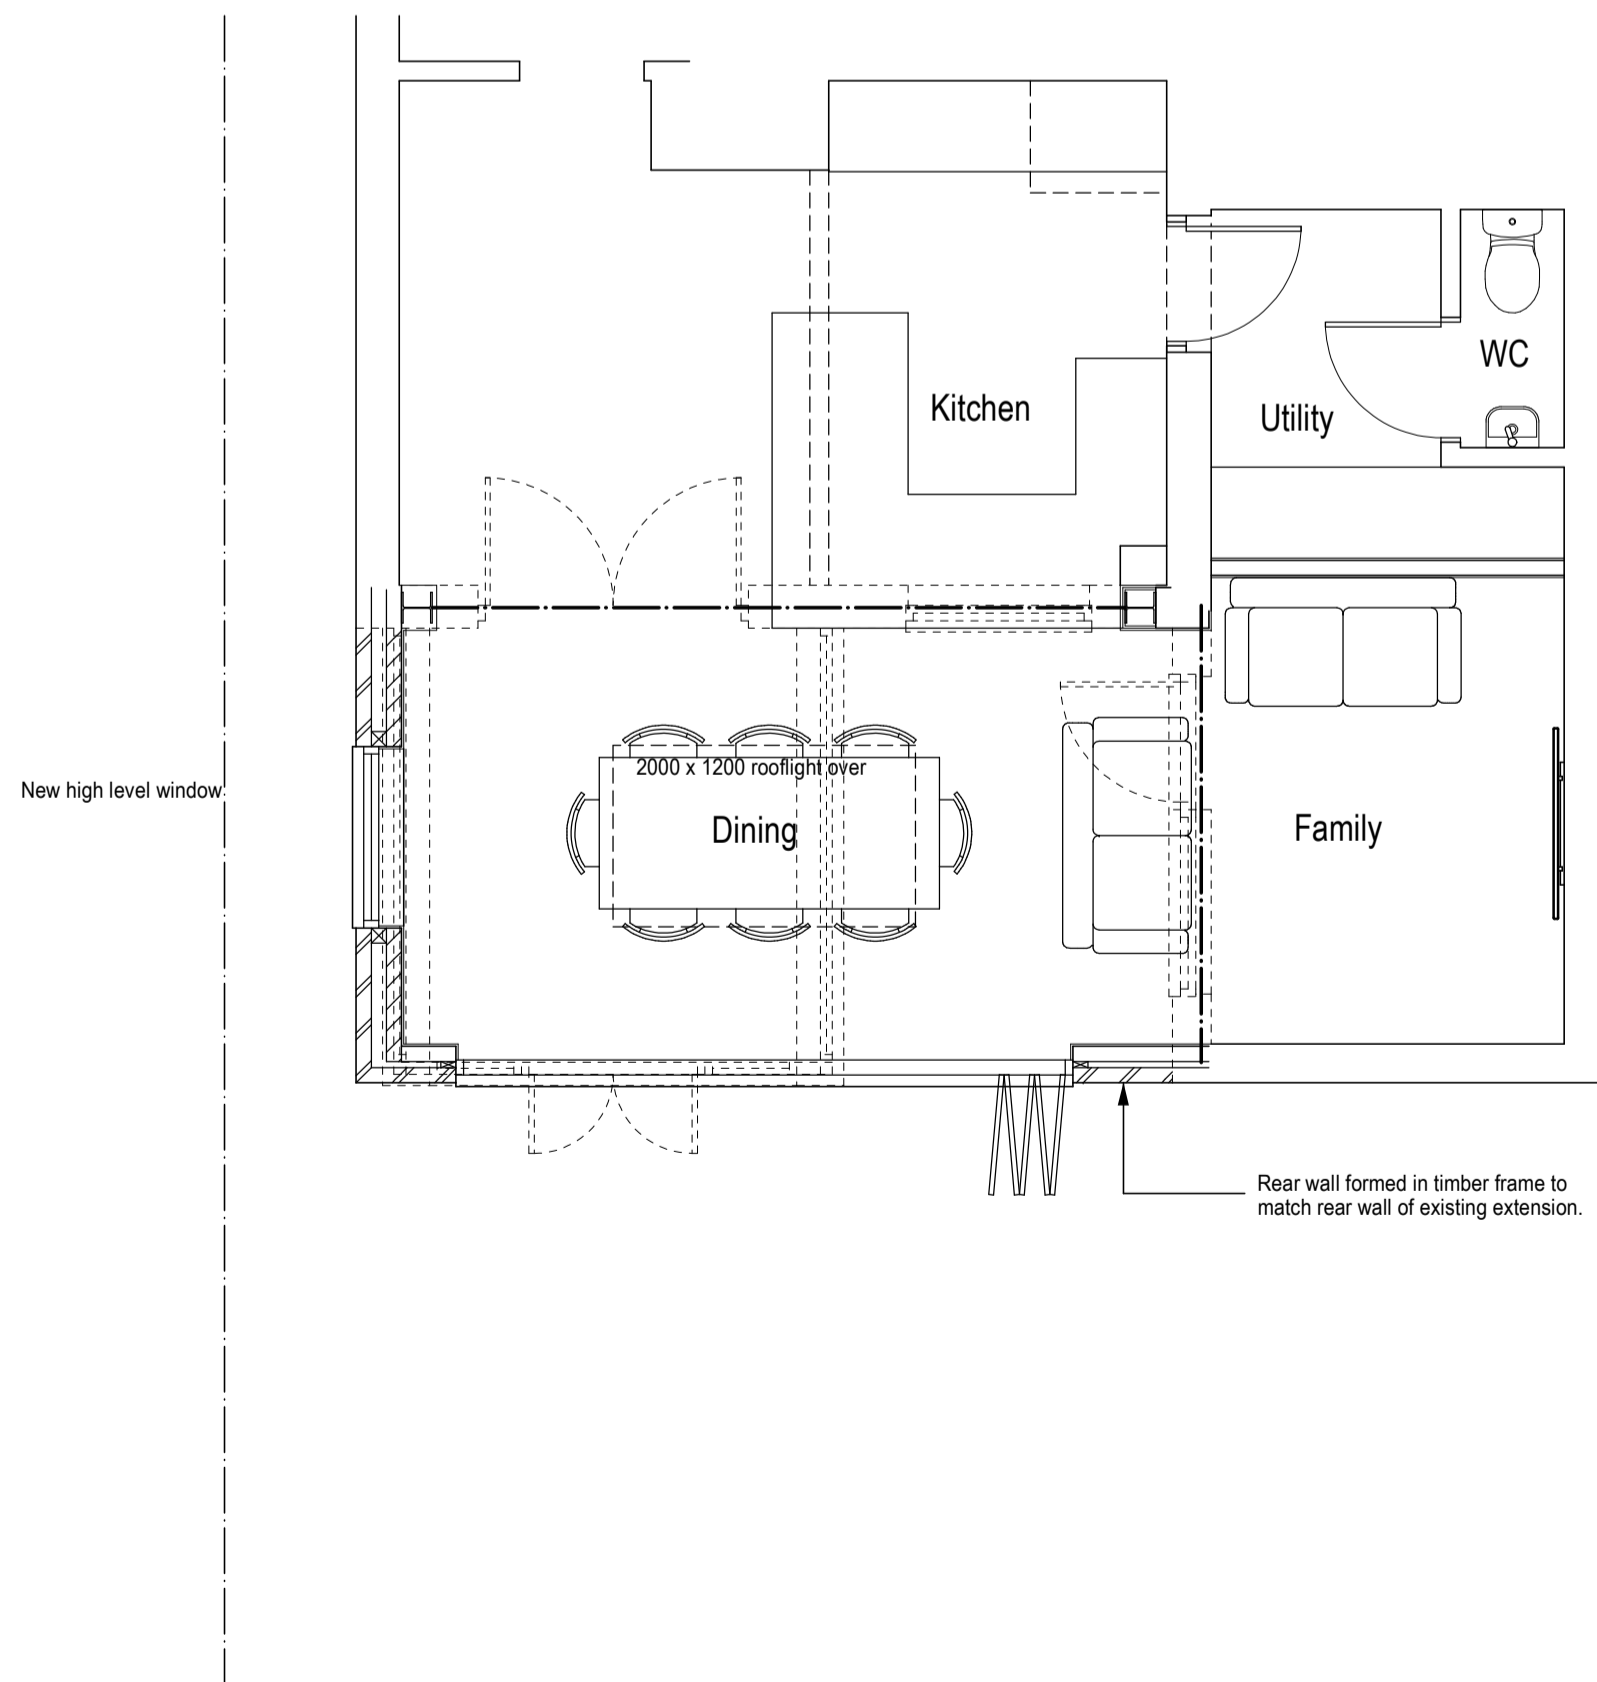 WC
Kitchen
Utility
2000 x 1200 rooflight over
New high level window
Dining
Family
Rear wall formed in timber frame to
match rear wall of existing extension.